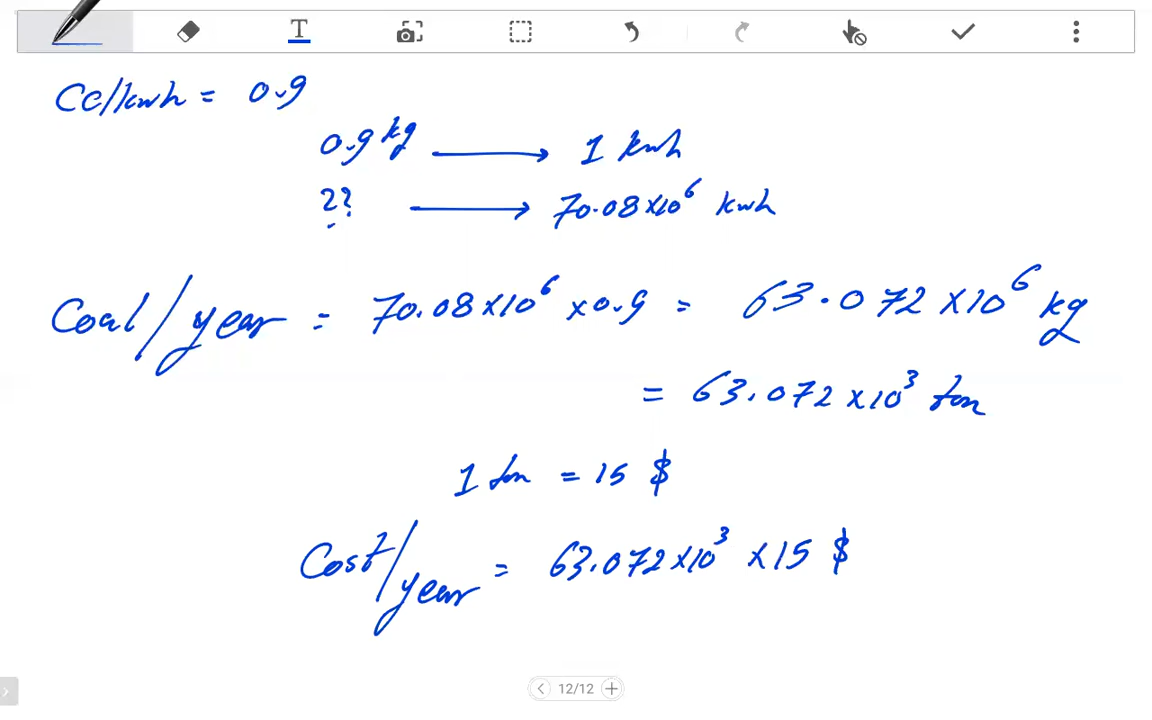 T
CC/kwh = 0.9
0.9 kg → 1 kwh
?? → 70.08×10⁶ kwh
Coal/year = 70.08×10⁶ ×0.9 = 63.072×10⁶ kg
= 63.072×10³ ton
1 ton = 15 $
Cost/year = 63.072×10³ ×15 $
12/12